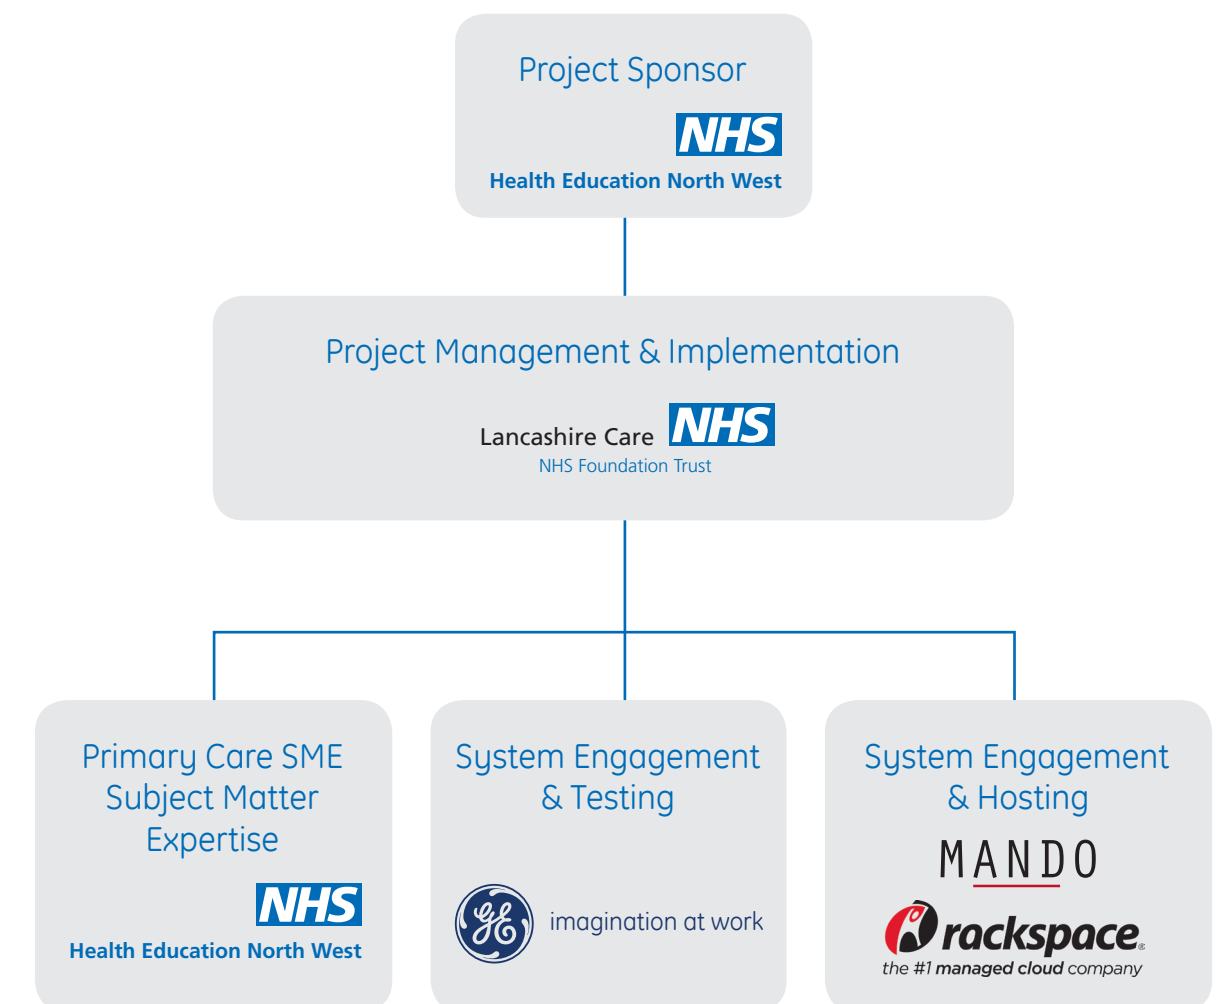 Project Sponsor
NHS
Health Education North West
Project Management & Implementation
Lancashire Care NHS
NHS Foundation Trust
Primary Care SME
Subject Matter
Expertise
NHS
Health Education North West
System Engagement
& Testing
GE imagination at work
System Engagement
& Hosting
MANDO
rackspace®
the #1 managed cloud company